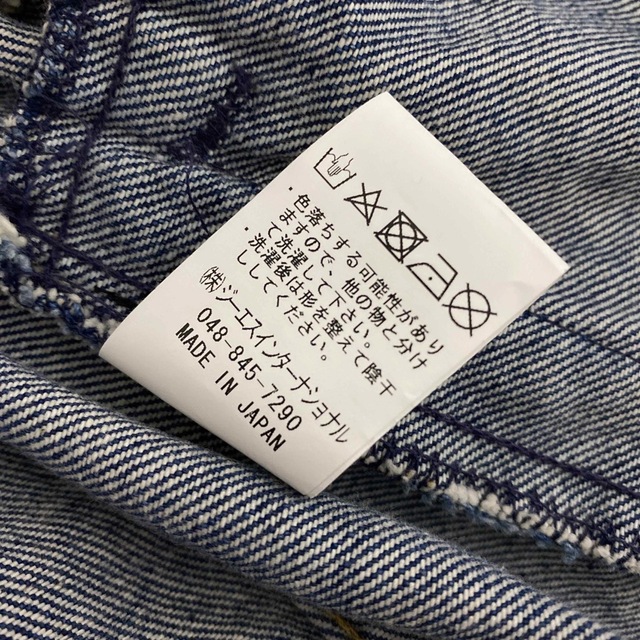 ・色落ちする可能性があり
ますので、他の物と分け
て洗濯して下さい。
・洗濯後は形を整えて陰干
ししてください。
(株)ジーエスインターナショナル
048-845-7290
MADE IN JAPAN